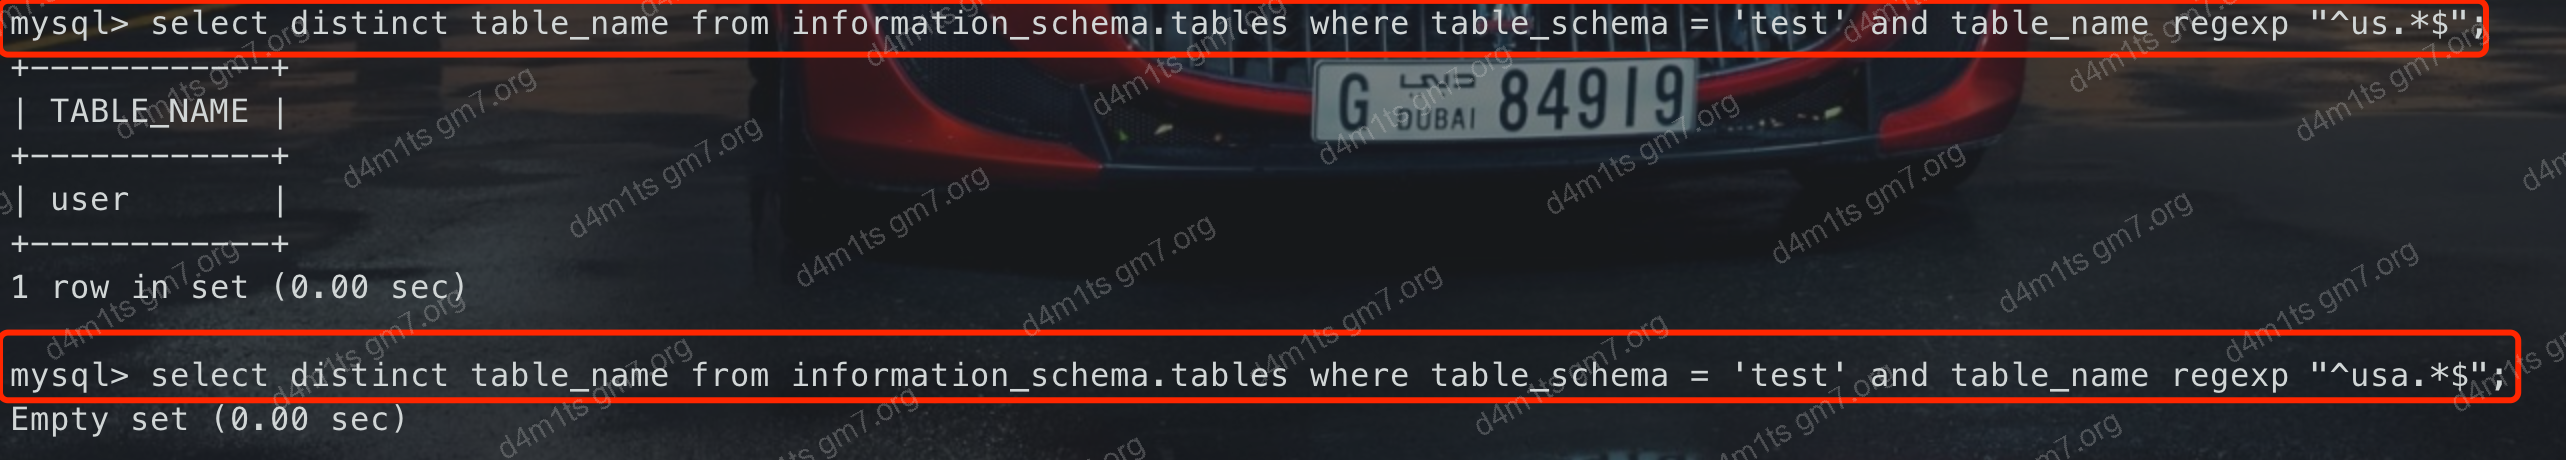 mysql> select distinct table_name from information_schema.tables where table_schema = 'test' and table_name regexp "^us.*$";
+------------+
| TABLE_NAME |
+------------+
| user       |
+------------+
1 row in set (0.00 sec)
mysql> select distinct table_name from information_schema.tables where table_schema = 'test' and table_name regexp "^usa.*$";
Empty set (0.00 sec)
G دبي DUBAI 84919
d4m1ts gm7.org